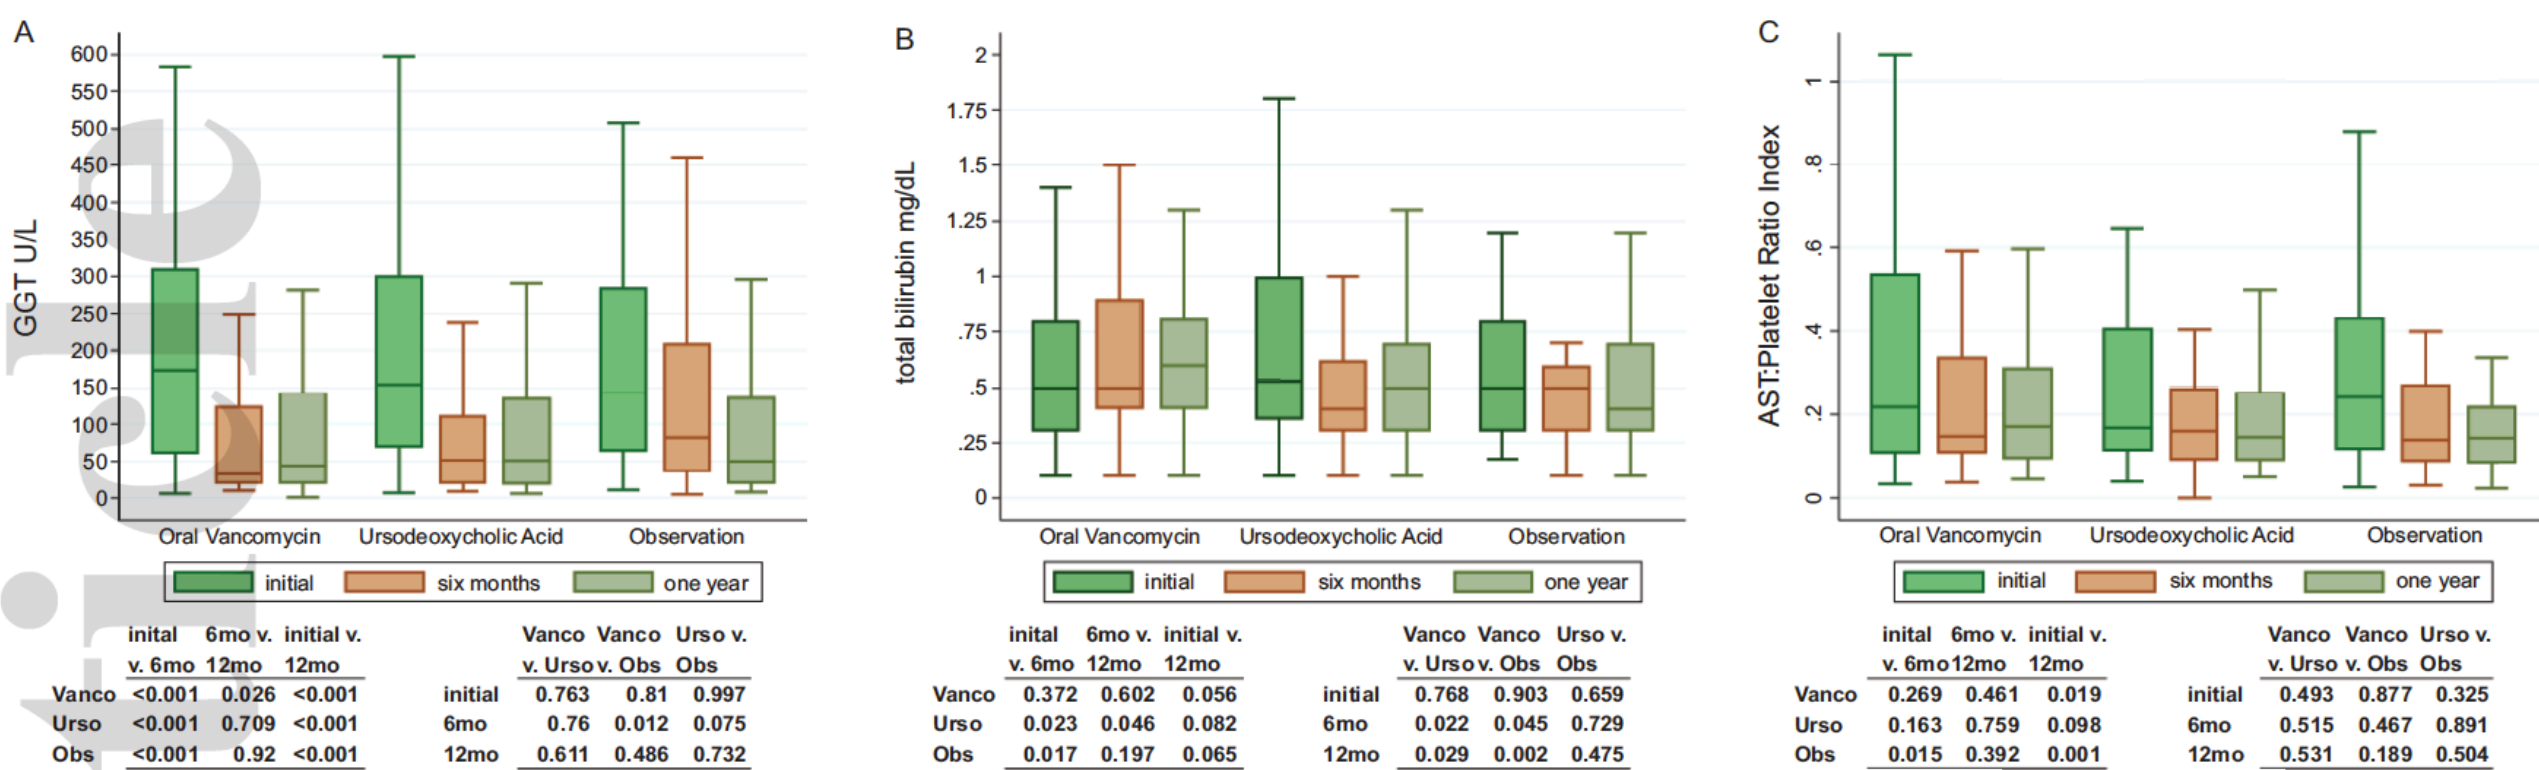 A
GGT U/L
600
550
500
450
400
350
300
250
200
150
100
50
0
Oral Vancomycin Ursodeoxycholic Acid Observation
initial six months one year
inital 6mo v. initial v.
v. 6mo 12mo 12mo
Vanco <0.001 0.026 <0.001
Urso <0.001 0.709 <0.001
Obs <0.001 0.92 <0.001
Vanco Vanco Urso v.
v. Urso v. Obs Obs
initial 0.763 0.81 0.997
6mo 0.76 0.012 0.075
12mo 0.611 0.486 0.732
B
total bilirubin mg/dL
2
1.75
1.5
1.25
1
.75
.5
.25
0
Oral Vancomycin Ursodeoxycholic Acid Observation
initial six months one year
inital 6mo v. initial v.
v. 6mo 12mo 12mo
Vanco 0.372 0.602 0.056
Urso 0.023 0.046 0.082
Obs 0.017 0.197 0.065
Vanco Vanco Urso v.
v. Urso v. Obs Obs
initial 0.768 0.903 0.659
6mo 0.022 0.045 0.729
12mo 0.029 0.002 0.475
C
AST:Platelet Ratio Index
1
.8
.6
.4
.2
0
Oral Vancomycin Ursodeoxycholic Acid Observation
initial six months one year
inital 6mo v. initial v.
v. 6mo 12mo 12mo
Vanco 0.269 0.461 0.019
Urso 0.163 0.759 0.098
Obs 0.015 0.392 0.001
Vanco Vanco Urso v.
v. Urso v. Obs Obs
initial 0.493 0.877 0.325
6mo 0.515 0.467 0.891
12mo 0.531 0.189 0.504
ticle